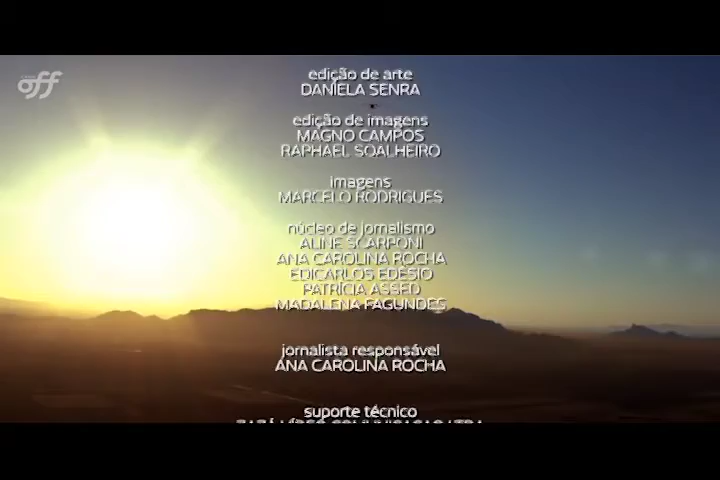 off
edição de arte
DANIELA SENRA
edição de imagens
MAGNO CAMPOS
RAPHAEL SOALHEIRO
imagens
MARCELO RODRIGUES
núcleo de jornalismo
ALINE SCARPONI
ANA CAROLINA ROCHA
EDICARLOS EDÉSIO
PATRÍCIA ASSED
MADALENA FAGUNDES
jornalista responsável
ANA CAROLINA ROCHA
suporte técnico